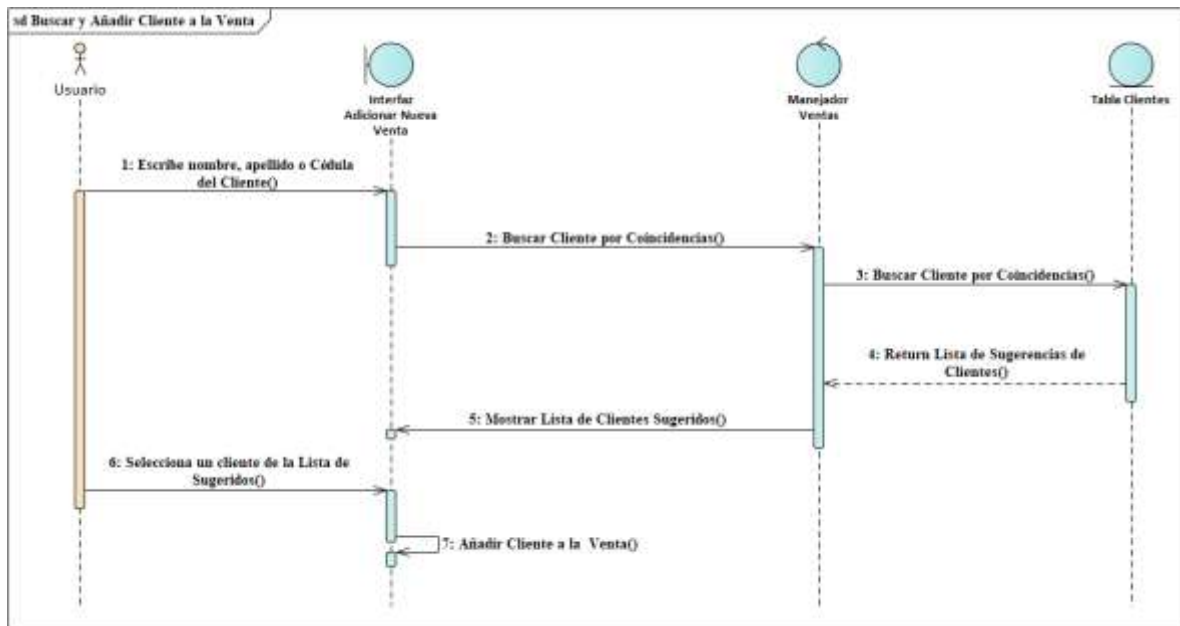 sd Buscar y Añadir Cliente a la Venta
Usuario
Interfaz
Adicionar Nueva
Venta
Manejador
Ventas
Tabla Clientes
1: Escribe nombre, apellido o Cédula
del Cliente()
2: Buscar Cliente por Coincidencias()
3: Buscar Cliente por Coincidencias()
4: Return Lista de Sugerencias de
Clientes()
5: Mostrar Lista de Clientes Sugeridos()
6: Selecciona un cliente de la Lista de
Sugeridos()
7: Añadir Cliente a la Venta()